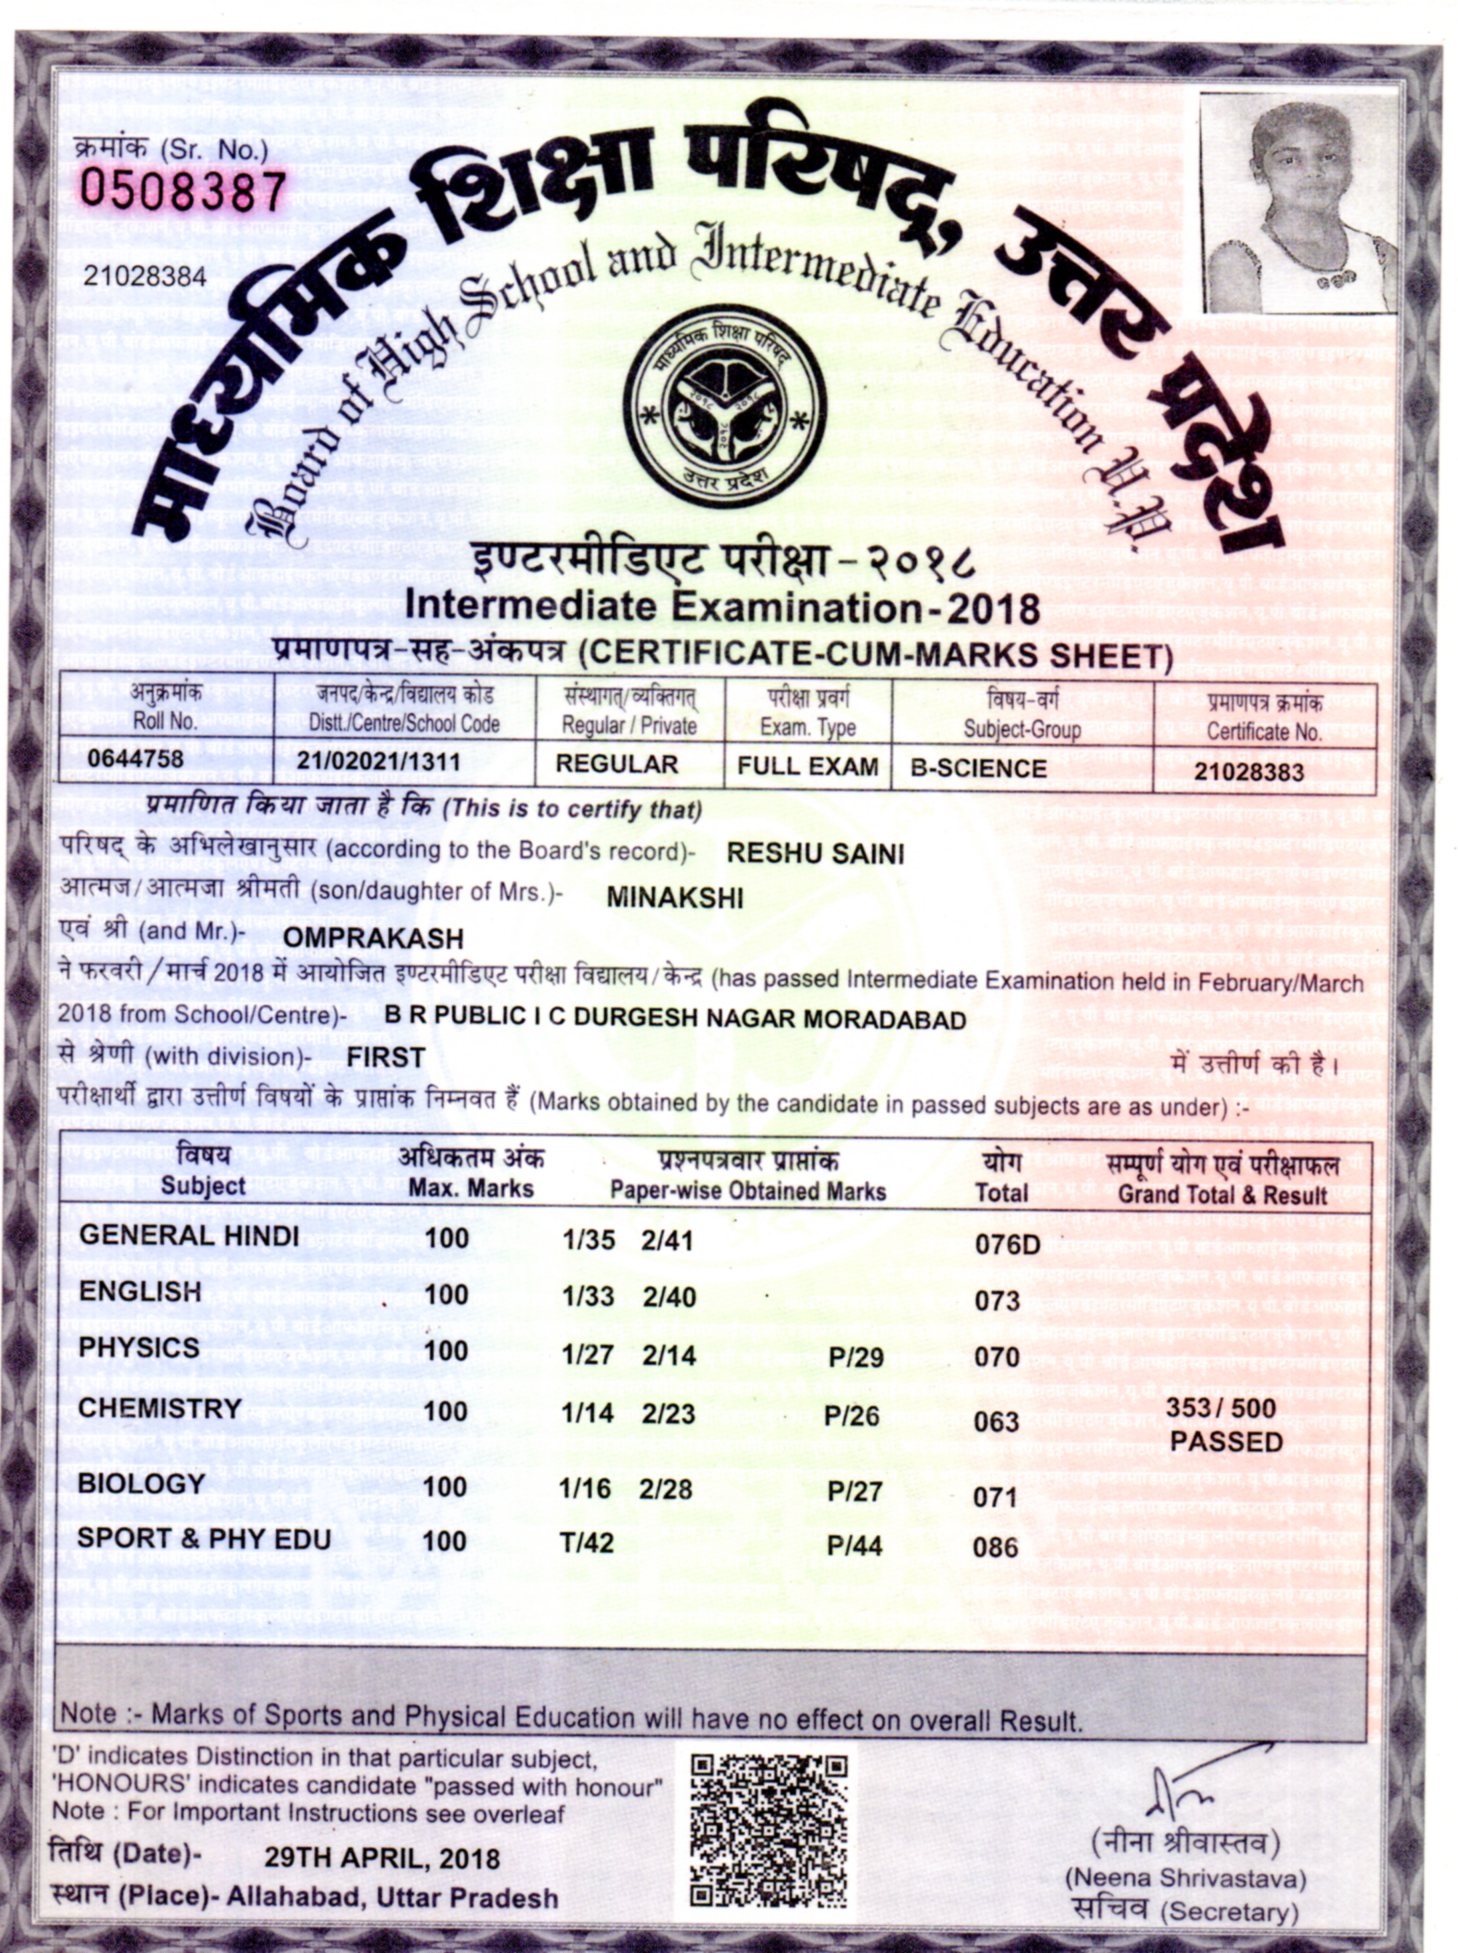 क्रमांक (Sr. No.)
0508387
21028384
माध्यमिक शिक्षा परिषद्, उत्तर प्रदेश
Board of High School and Intermediate Education U.P.
माध्यमिक शिक्षा परिषद्
२०१८ २०१८
२०१८
उत्तर प्रदेश
इण्टरमीडिएट परीक्षा - २०१८
Intermediate Examination - 2018
प्रमाणपत्र-सह-अंकपत्र (CERTIFICATE-CUM-MARKS SHEET)
अनुक्रमांक जनपद/केन्द्र/विद्यालय कोड संस्थागत्/व्यक्तिगत् परीक्षा प्रवर्ग विषय-वर्ग प्रमाणपत्र क्रमांक
Roll No. Distt./Centre/School Code Regular / Private Exam. Type Subject-Group Certificate No.
0644758 21/02021/1311 REGULAR FULL EXAM B-SCIENCE 21028383
प्रमाणित किया जाता है कि (This is to certify that)
परिषद् के अभिलेखानुसार (according to the Board's record)- RESHU SAINI
आत्मज/आत्मजा श्रीमती (son/daughter of Mrs.)- MINAKSHI
एवं श्री (and Mr.)- OMPRAKASH
ने फरवरी/मार्च 2018 में आयोजित इण्टरमीडिएट परीक्षा विद्यालय/केन्द्र (has passed Intermediate Examination held in February/March
2018 from School/Centre)- B R PUBLIC I C DURGESH NAGAR MORADABAD
से श्रेणी (with division)- FIRST में उत्तीर्ण की है।
परीक्षार्थी द्वारा उत्तीर्ण विषयों के प्राप्तांक निम्नवत हैं (Marks obtained by the candidate in passed subjects are as under) :-
विषय अधिकतम अंक प्रश्नपत्रवार प्राप्तांक योग सम्पूर्ण योग एवं परीक्षाफल
Subject Max. Marks Paper-wise Obtained Marks Total Grand Total & Result
GENERAL HINDI 100 1/35 2/41 076D
ENGLISH 100 1/33 2/40 073
PHYSICS 100 1/27 2/14 P/29 070
CHEMISTRY 100 1/14 2/23 P/26 063 353/ 500
PASSED
BIOLOGY 100 1/16 2/28 P/27 071
SPORT & PHY EDU 100 T/42 P/44 086
Note :- Marks of Sports and Physical Education will have no effect on overall Result.
'D' indicates Distinction in that particular subject,
'HONOURS' indicates candidate "passed with honour"
Note : For Important Instructions see overleaf
तिथि (Date)- 29TH APRIL, 2018
स्थान (Place)- Allahabad, Uttar Pradesh
(नीना श्रीवास्तव)
(Neena Shrivastava)
सचिव (Secretary)